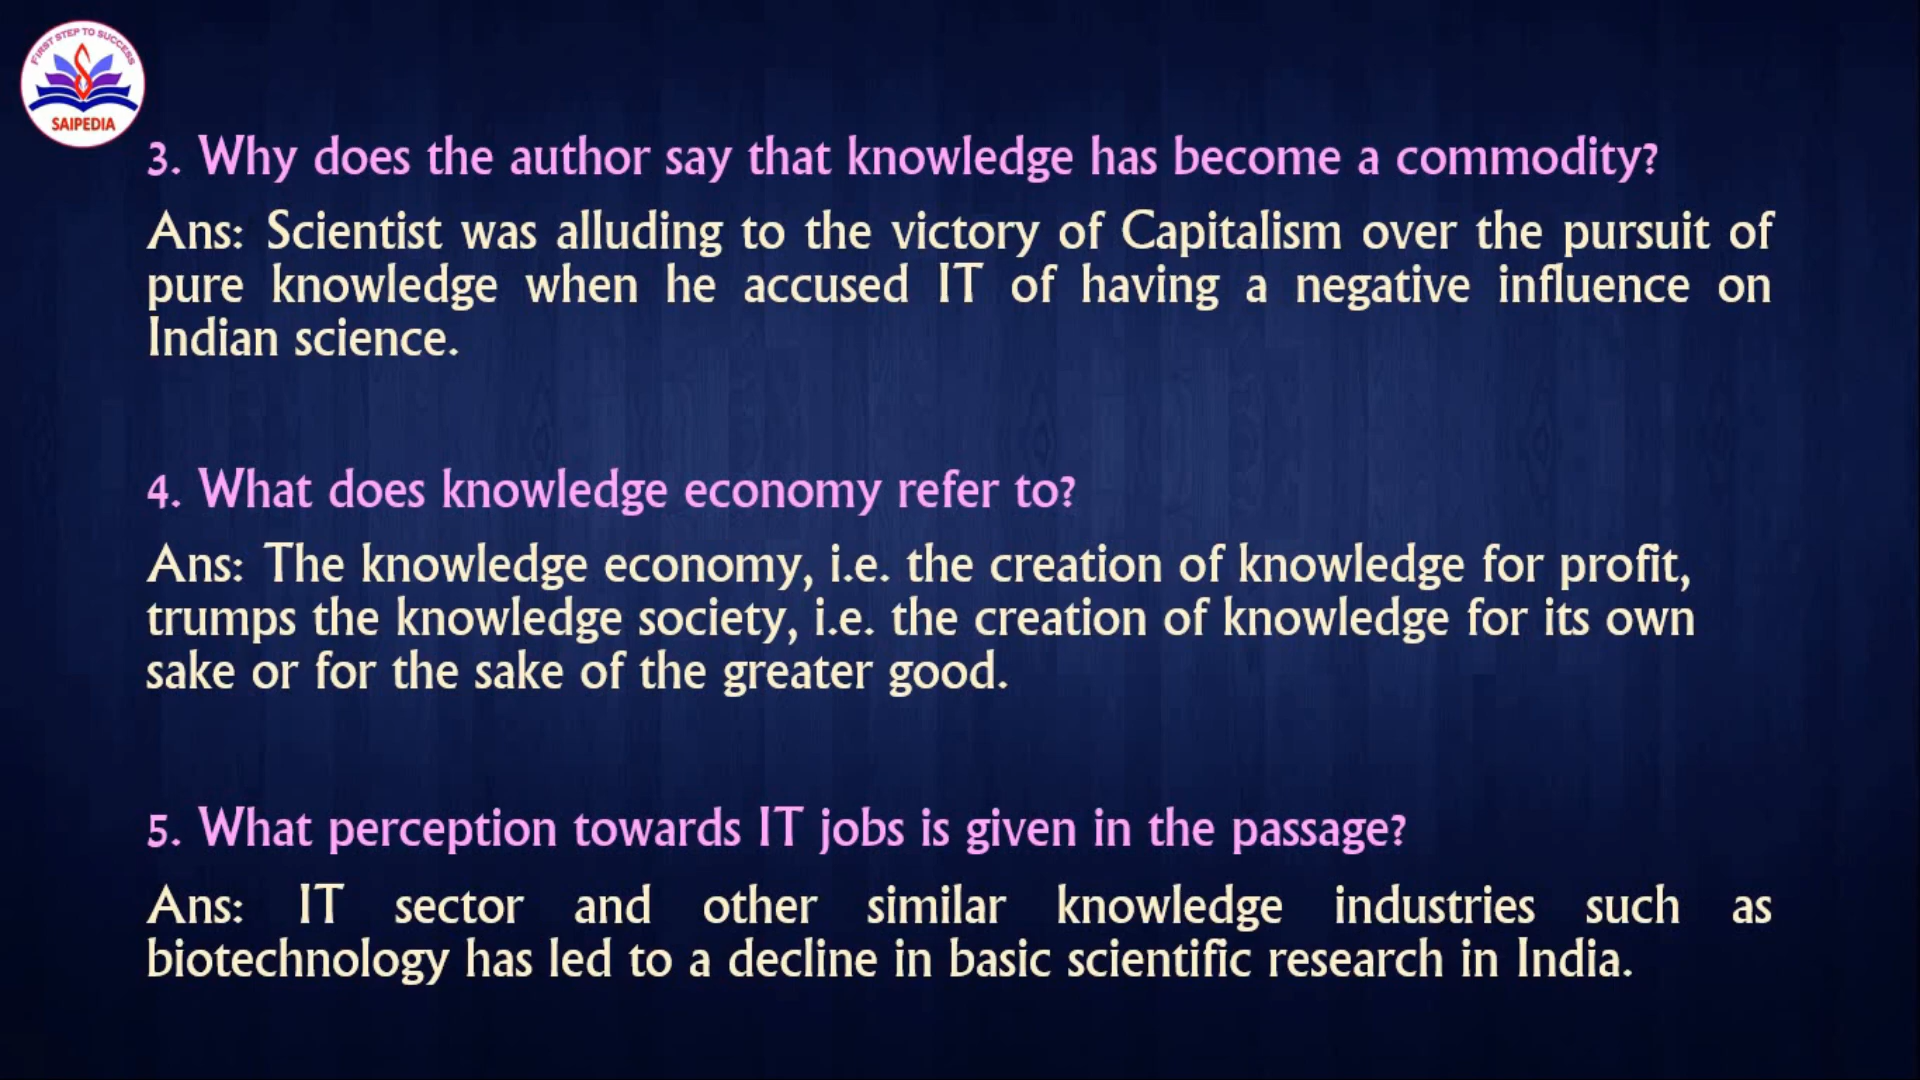 FIRST STEP TO SUCCESS
SAIPEDIA
3. Why does the author say that knowledge has become a commodity?
Ans: Scientist was alluding to the victory of Capitalism over the pursuit of
pure knowledge when he accused IT of having a negative influence on
Indian science.
4. What does knowledge economy refer to?
Ans: The knowledge economy, i.e. the creation of knowledge for profit,
trumps the knowledge society, i.e. the creation of knowledge for its own
sake or for the sake of the greater good.
5. What perception towards IT jobs is given in the passage?
Ans: IT sector and other similar knowledge industries such as
biotechnology has led to a decline in basic scientific research in India.